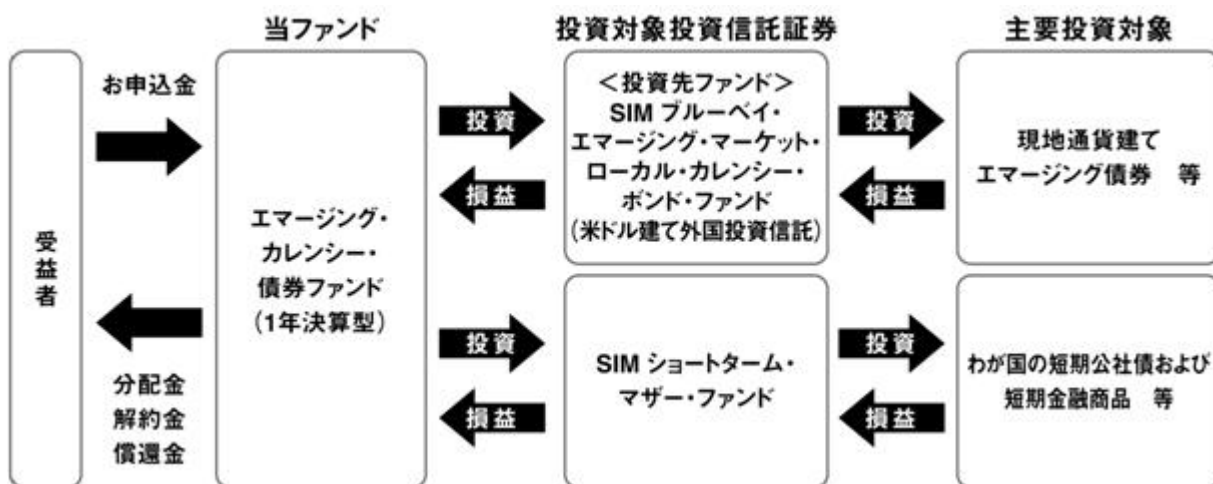 当ファンド
投資対象投資信託証券
主要投資対象
受益者
お申込金
分配金
解約金
償還金
エマージング・
カレンシー・
債券ファンド
(1年決算型)
投資
損益
<投資先ファンド>
SIM ブルーベイ・
エマージング・マーケット・
ローカル・カレンシー・
ボンド・ファンド
(米ドル建て外国投資信託)
投資
損益
現地通貨建て
エマージング債券 等
投資
損益
SIM ショートターム・
マザー・ファンド
投資
損益
わが国の短期公社債および
短期金融商品 等